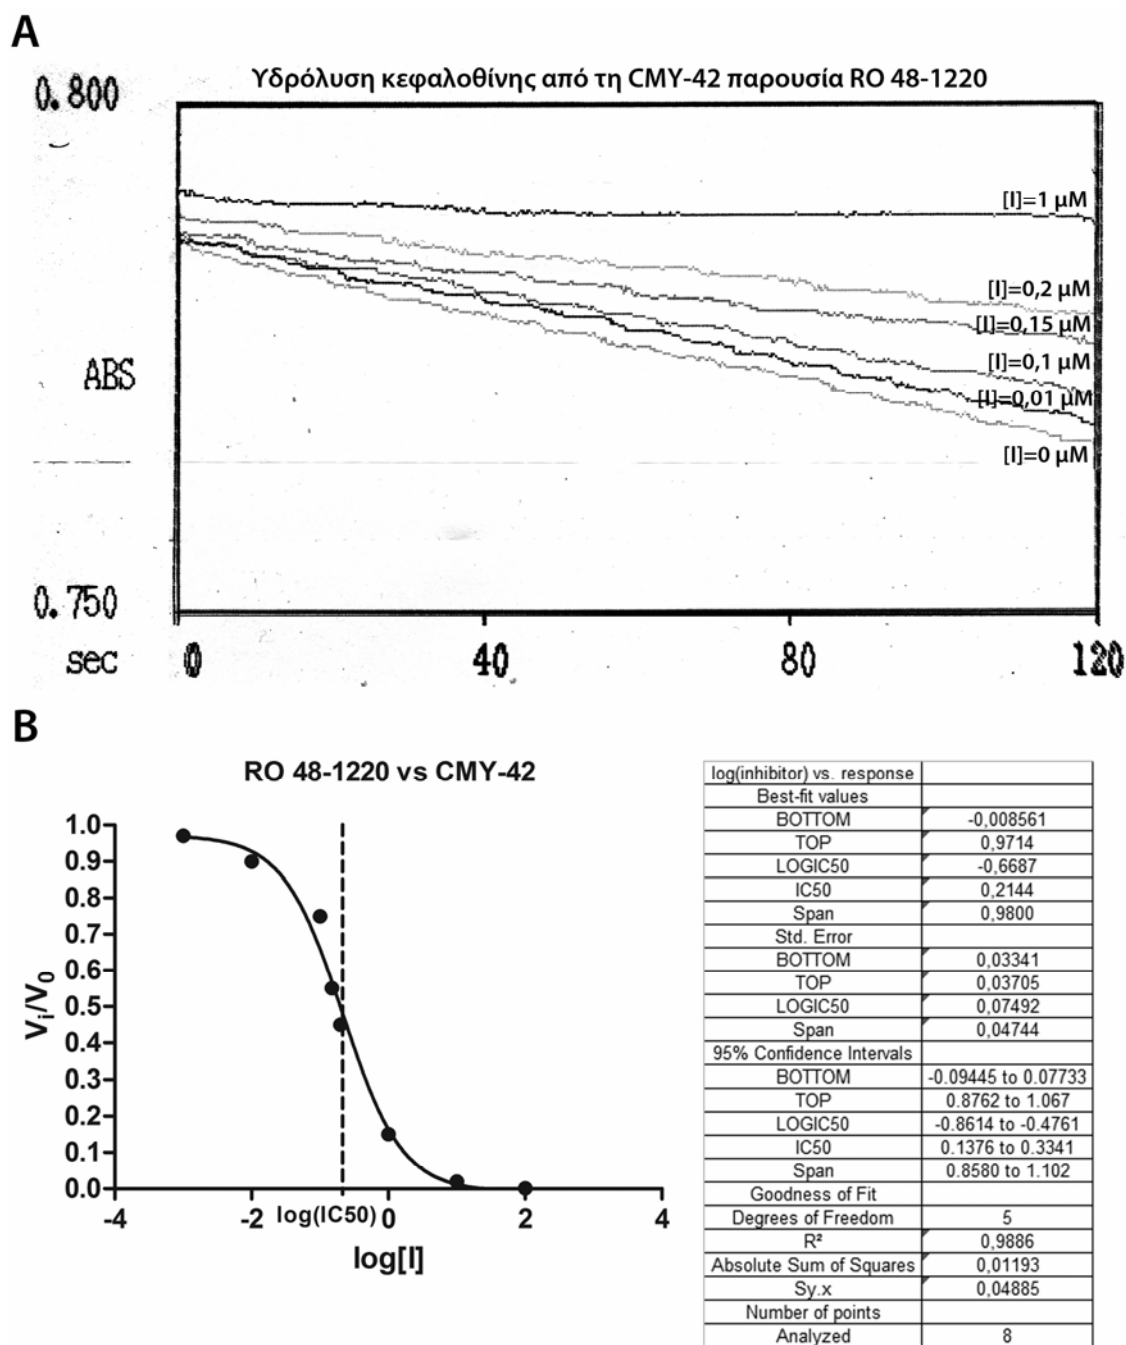 A
Υδρόλυση κεφαλοθίνης από τη CMY-42 παρουσία RO 48-1220
0.800
[I]=1 μM
[I]=0,2 μM
[I]=0,15 μM
ABS
[I]=0,1 μM
[I]=0,01 μM
[I]=0 μM
0.750
sec 0 40 80 120
B
RO 48-1220 vs CMY-42
1.0
0.9
0.8
0.7
0.6
0.5
0.4
0.3
0.2
0.1
0.0
Vi/V0
-4 -2 log(IC50) 0 2 4
log[I]
log(inhibitor) vs. response
Best-fit values
BOTTOM -0,008561
TOP 0,9714
LOGIC50 -0,6687
IC50 0,2144
Span 0,9800
Std. Error
BOTTOM 0,03341
TOP 0,03705
LOGIC50 0,07492
Span 0,04744
95% Confidence Intervals
BOTTOM -0.09445 to 0.07733
TOP 0.8762 to 1.067
LOGIC50 -0.8614 to -0.4761
IC50 0.1376 to 0.3341
Span 0.8580 to 1.102
Goodness of Fit
Degrees of Freedom 5
R² 0,9886
Absolute Sum of Squares 0,01193
Sy.x 0,04885
Number of points
Analyzed 8